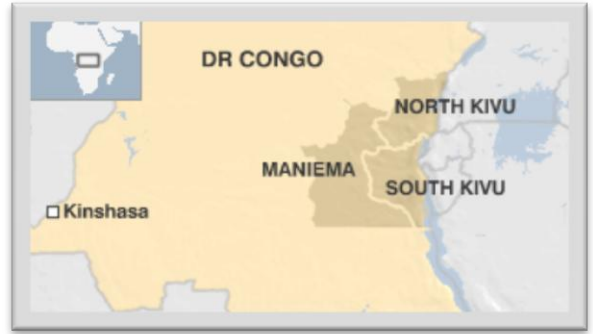 DR CONGO
NORTH KIVU
MANIEMA
SOUTH KIVU
Kinshasa